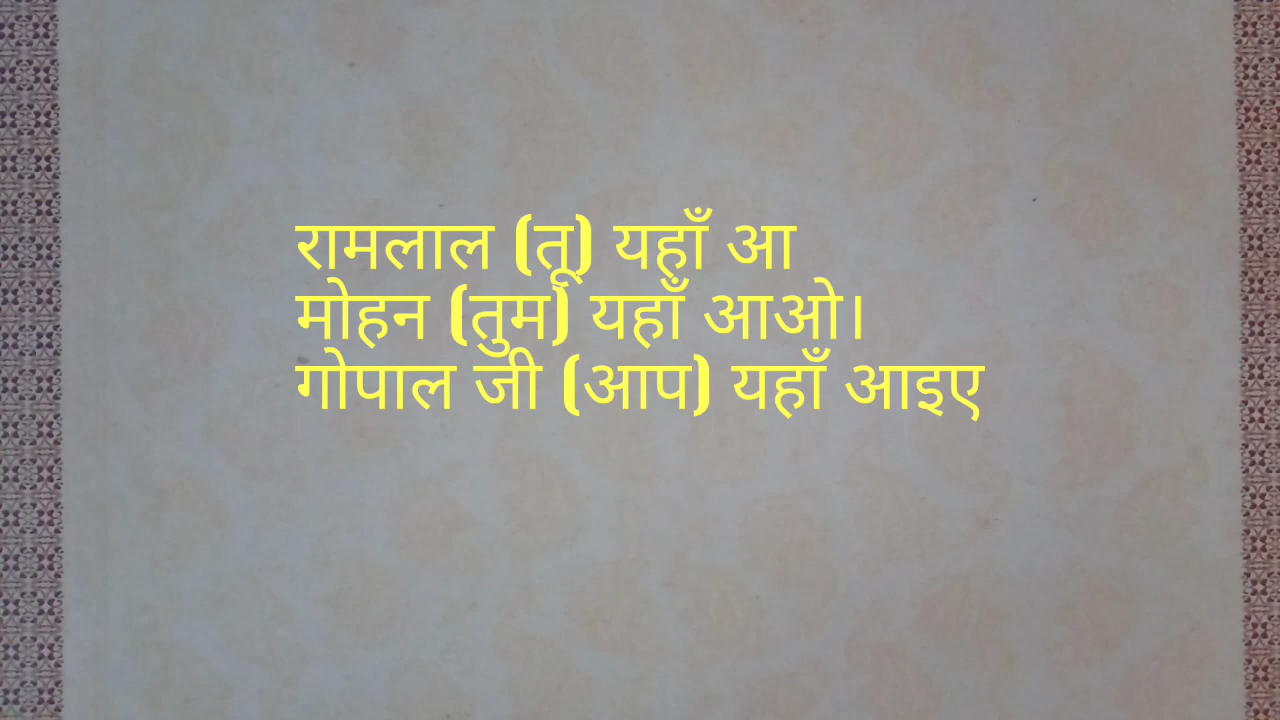 रामलाल (तू) यहाँ आ
मोहन (तुम) यहाँ आओ।
गोपाल जी (आप) यहाँ आइए